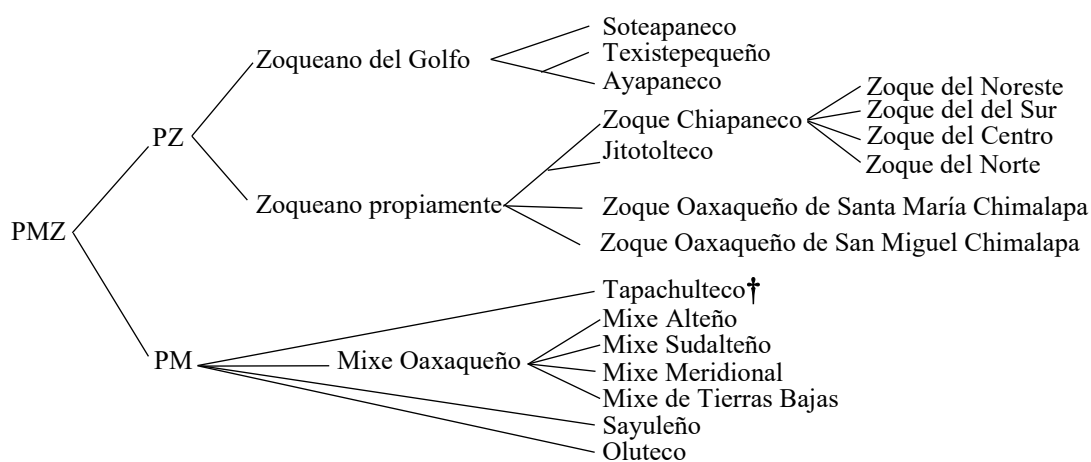 Soteapaneco
Zoqueano del Golfo
Texistepequeño
Ayapaneco
Zoque del Noreste
Zoque Chiapaneco
Zoque del del Sur
PZ
Zoque del Centro
Jitotolteco
Zoque del Norte
Zoqueano propiamente
Zoque Oaxaqueño de Santa María Chimalapa
PMZ
Zoque Oaxaqueño de San Miguel Chimalapa
Tapachulteco†
Mixe Alteño
PM
Mixe Oaxaqueño
Mixe Sudalteño
Mixe Meridional
Mixe de Tierras Bajas
Sayuleño
Oluteco